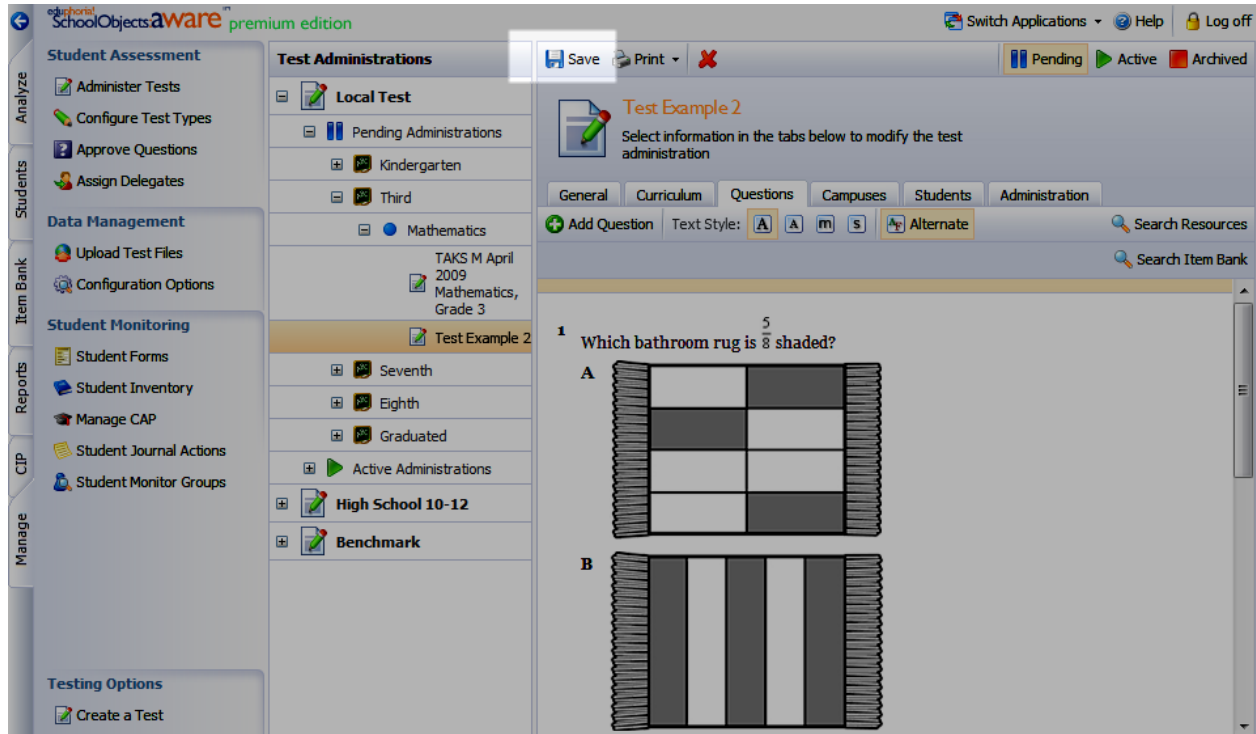 eduphoria!
SchoolObjects:aware™ premium edition
Switch Applications Help Log off
Analyze
Students
Item Bank
Reports
CIP
Manage
Student Assessment
Administer Tests
Configure Test Types
Approve Questions
Assign Delegates
Data Management
Upload Test Files
Configuration Options
Student Monitoring
Student Forms
Student Inventory
Manage CAP
Student Journal Actions
Student Monitor Groups
Testing Options
Create a Test
Test Administrations
Local Test
Pending Administrations
Kindergarten
Third
Mathematics
TAKS M April
2009
Mathematics,
Grade 3
Test Example 2
Seventh
Eighth
Graduated
Active Administrations
High School 10-12
Benchmark
Save Print Pending Active Archived
Test Example 2
Select information in the tabs below to modify the test
administration
General Curriculum Questions Campuses Students Administration
Add Question Text Style: A A m s Alternate Search Resources
Search Item Bank
1 Which bathroom rug is 5/8 shaded?
A
B